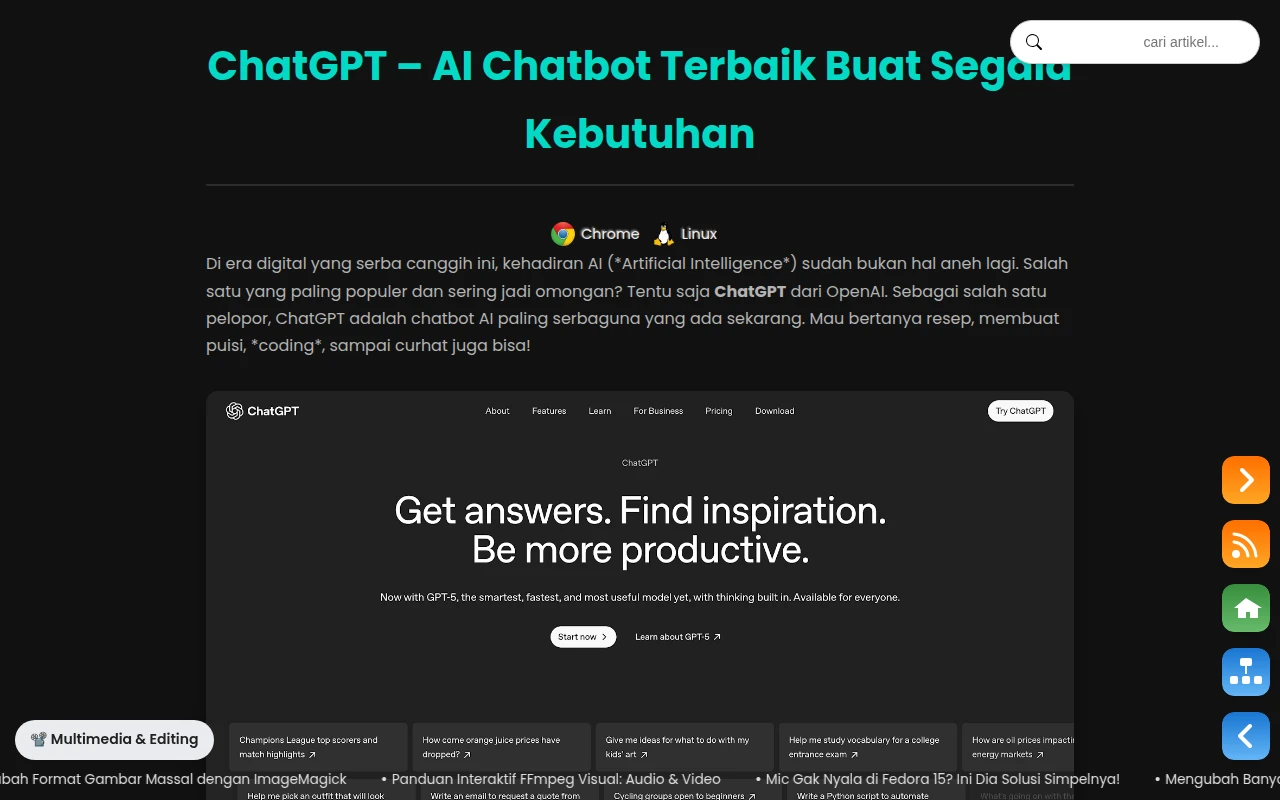 cari artikel...
ChatGPT – AI Chatbot Terbaik Buat Segala
Kebutuhan
Chrome Linux
Di era digital yang serba canggih ini, kehadiran AI (*Artificial Intelligence*) sudah bukan hal aneh lagi. Salah
satu yang paling populer dan sering jadi omongan? Tentu saja ChatGPT dari OpenAI. Sebagai salah satu
pelopor, ChatGPT adalah chatbot AI paling serbaguna yang ada sekarang. Mau bertanya resep, membuat
puisi, *coding*, sampai curhat juga bisa!
ChatGPT About Features Learn For Business Pricing Download Try ChatGPT
ChatGPT
Get answers. Find inspiration.
Be more productive.
Now with GPT-5, the smartest, fastest, and most useful model yet, with thinking built in. Available for everyone.
Start now Learn about GPT-5
Champions League top scorers and
match highlights
How come orange juice prices have
dropped?
Give me ideas for what to do with my
kids' art
Help me study vocabulary for a college
entrance exam
How are oil prices
energy markets
Multimedia & Editing
Format Gambar Massal dengan ImageMagick • Panduan Interaktif FFmpeg Visual: Audio & Video • Mic Gak Nyala di Fedora 15? Ini Dia Solusi Simpelnya! • Mengubah
Help me pick an outfit that will look
Write an email to request a quote from
Cycling groups open to beginners
Write a Python script to automate
What's going on with the